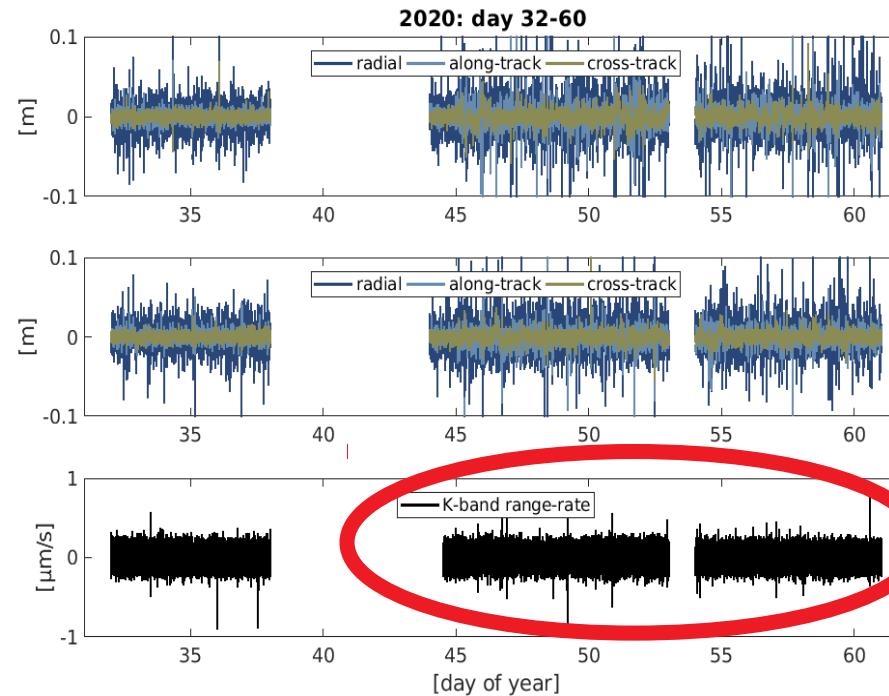 2020: day 32-60
0.1
radial along-track cross-track
[m]
0
-0.1
35 40 45 50 55 60
0.1
radial along-track cross-track
[m]
0
-0.1
35 40 45 50 55 60
1
K-band range-rate
[μm/s]
0
-1
35 40 45 50 55 60
[day of year]